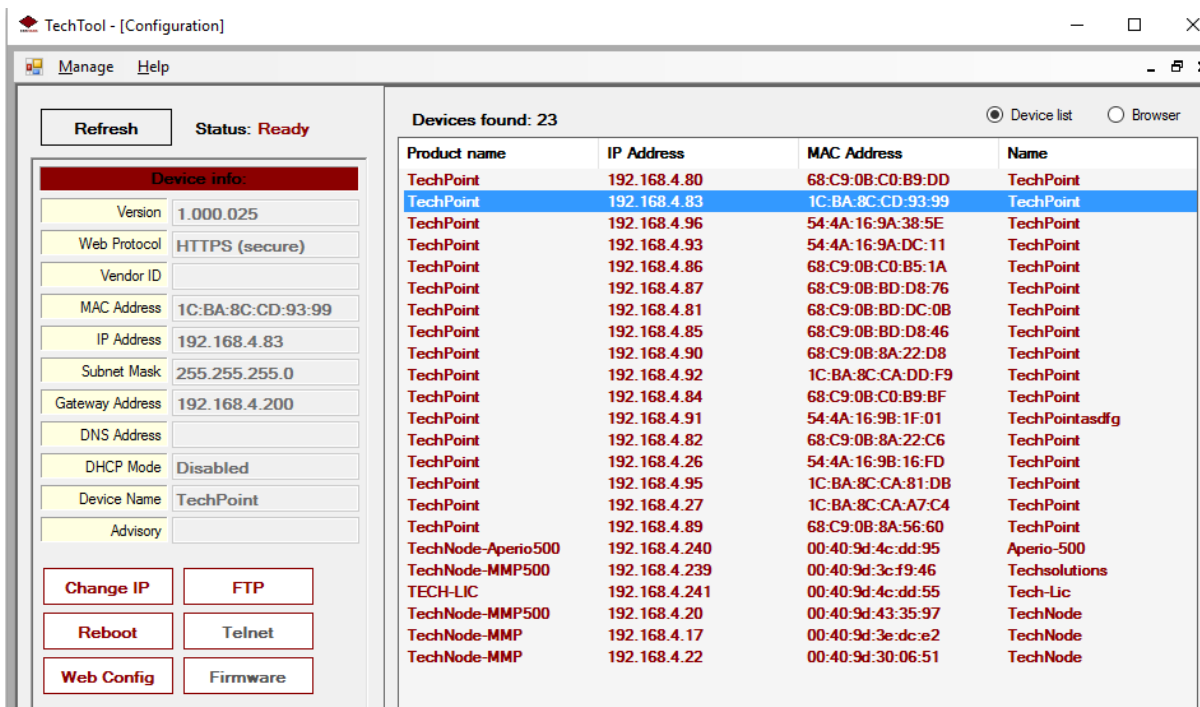 TechTool - [Configuration]
Manage Help
Refresh Status: Ready
Device info:
Version 1.000.025
Web Protocol HTTPS (secure)
Vendor ID
MAC Address 1C:BA:8C:CD:93:99
IP Address 192.168.4.83
Subnet Mask 255.255.255.0
Gateway Address 192.168.4.200
DNS Address
DHCP Mode Disabled
Device Name TechPoint
Advisory
Change IP FTP
Reboot Telnet
Web Config Firmware
Devices found: 23 Device list Browser
Product name IP Address MAC Address Name
TechPoint 192.168.4.80 68:C9:0B:C0:B9:DD TechPoint
TechPoint 192.168.4.83 1C:BA:8C:CD:93:99 TechPoint
TechPoint 192.168.4.96 54:4A:16:9A:38:5E TechPoint
TechPoint 192.168.4.93 54:4A:16:9A:DC:11 TechPoint
TechPoint 192.168.4.86 68:C9:0B:C0:B5:1A TechPoint
TechPoint 192.168.4.87 68:C9:0B:BD:D8:76 TechPoint
TechPoint 192.168.4.81 68:C9:0B:BD:DC:0B TechPoint
TechPoint 192.168.4.85 68:C9:0B:BD:D8:46 TechPoint
TechPoint 192.168.4.90 68:C9:0B:8A:22:D8 TechPoint
TechPoint 192.168.4.92 1C:BA:8C:CA:DD:F9 TechPoint
TechPoint 192.168.4.84 68:C9:0B:C0:B9:BF TechPoint
TechPoint 192.168.4.91 54:4A:16:9B:1F:01 TechPointasdfg
TechPoint 192.168.4.82 68:C9:0B:8A:22:C6 TechPoint
TechPoint 192.168.4.26 54:4A:16:9B:16:FD TechPoint
TechPoint 192.168.4.95 1C:BA:8C:CA:81:DB TechPoint
TechPoint 192.168.4.27 1C:BA:8C:CA:A7:C4 TechPoint
TechPoint 192.168.4.89 68:C9:0B:8A:56:60 TechPoint
TechNode-Aperio500 192.168.4.240 00:40:9d:4c:dd:95 Aperio-500
TechNode-MMP500 192.168.4.239 00:40:9d:3c:f9:46 Techsolutions
TECH-LIC 192.168.4.241 00:40:9d:4c:dd:55 Tech-Lic
TechNode-MMP500 192.168.4.20 00:40:9d:43:35:97 TechNode
TechNode-MMP 192.168.4.17 00:40:9d:3e:dc:e2 TechNode
TechNode-MMP 192.168.4.22 00:40:9d:30:06:51 TechNode